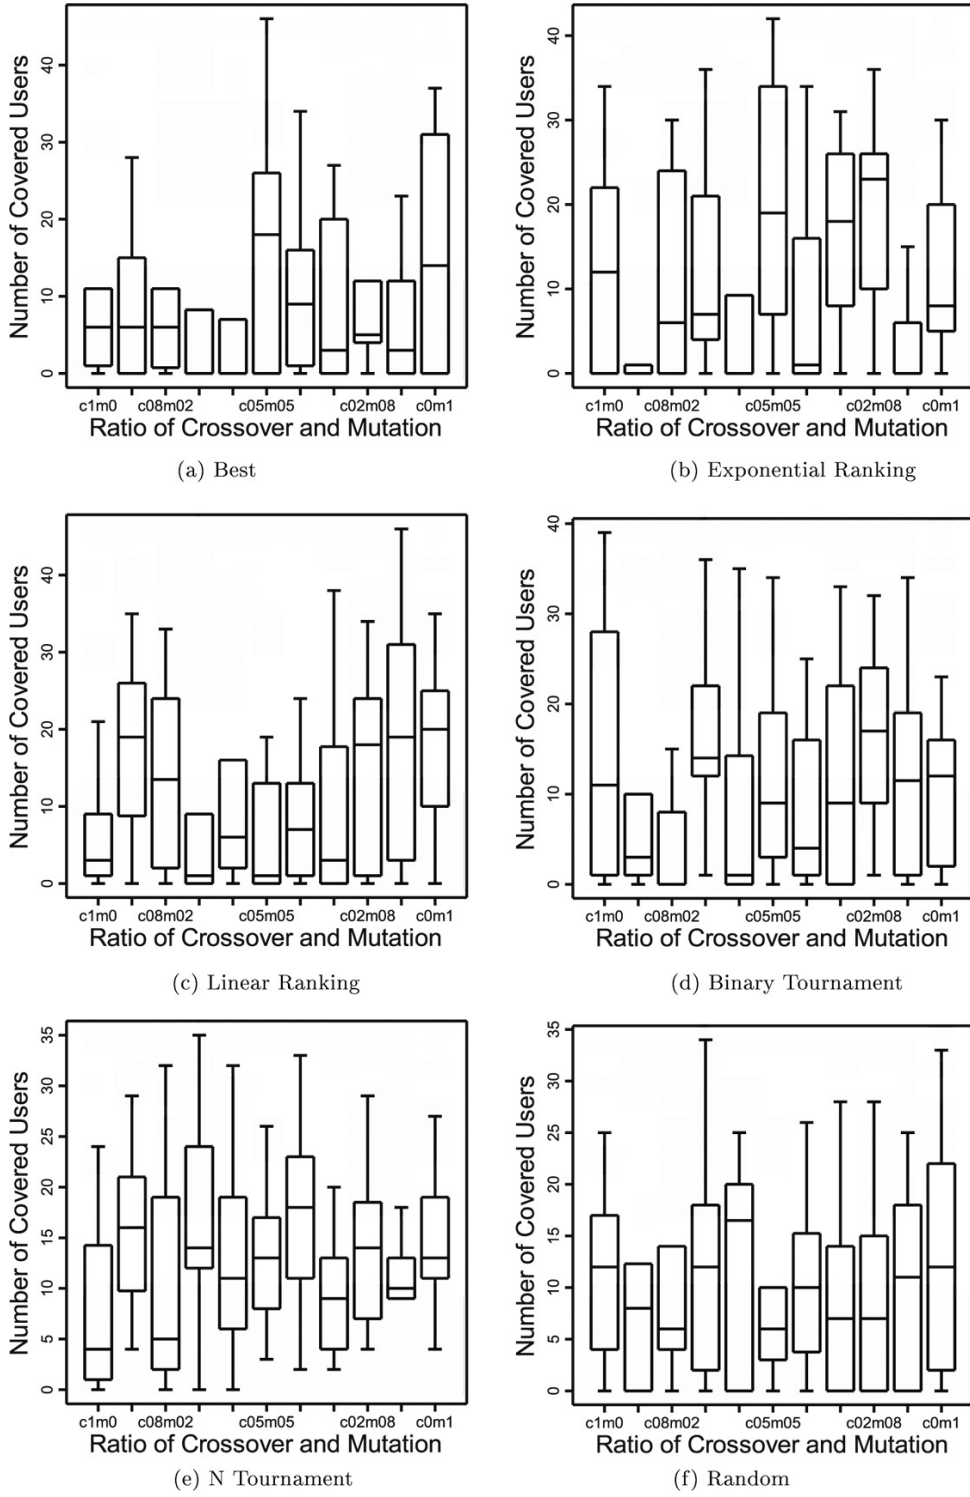 Number of Covered Users
40
30
20
10
0
c1m0 c08m02 c05m05 c02m08 c0m1
Ratio of Crossover and Mutation
(a) Best
Number of Covered Users
40
30
20
10
0
c1m0 c08m02 c05m05 c02m08 c0m1
Ratio of Crossover and Mutation
(b) Exponential Ranking
Number of Covered Users
40
30
20
10
0
c1m0 c08m02 c05m05 c02m08 c0m1
Ratio of Crossover and Mutation
(c) Linear Ranking
Number of Covered Users
40
30
20
10
0
c1m0 c08m02 c05m05 c02m08 c0m1
Ratio of Crossover and Mutation
(d) Binary Tournament
Number of Covered Users
35
30
25
20
15
10
5
0
c1m0 c08m02 c05m05 c02m08 c0m1
Ratio of Crossover and Mutation
(e) N Tournament
Number of Covered Users
35
30
25
20
15
10
5
0
c1m0 c08m02 c05m05 c02m08 c0m1
Ratio of Crossover and Mutation
(f) Random